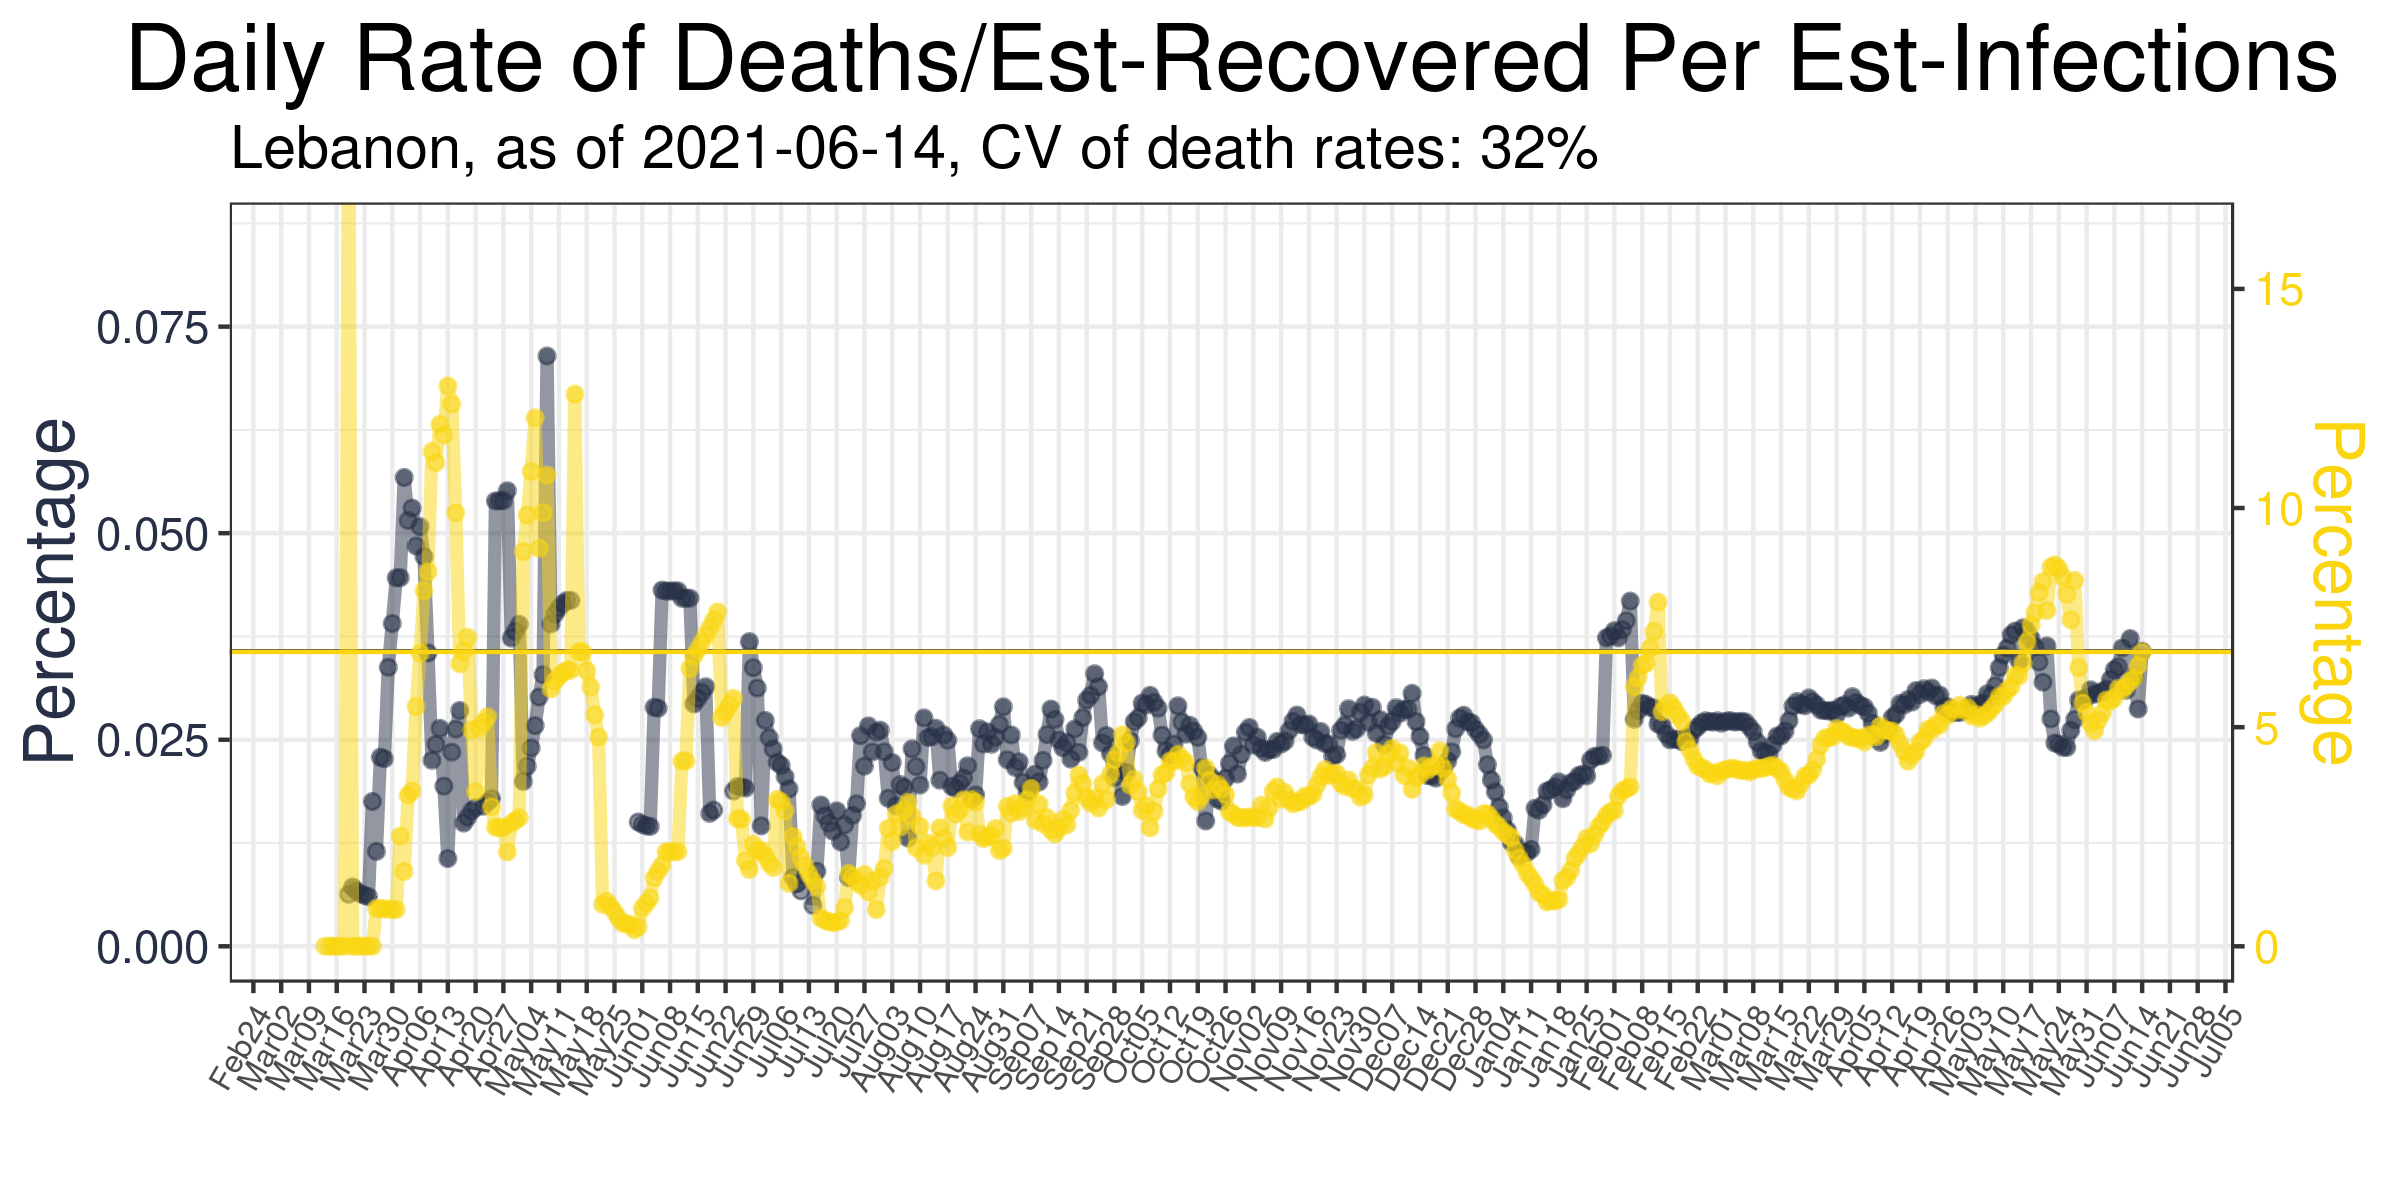 Daily Rate of Deaths/Est-Recovered Per Est-Infections
Lebanon, as of 2021-06-14, CV of death rates: 32%
Percentage
0.075
0.050
0.025
0.000
15
10
5
0
Percentage
Feb24
Mar02
Mar09
Mar16
Mar23
Mar30
Apr06
Apr13
Apr20
Apr27
May04
May11
May18
May25
Jun01
Jun08
Jun15
Jun22
Jun29
Jul06
Jul13
Jul20
Jul27
Aug03
Aug10
Aug17
Aug24
Aug31
Sep07
Sep14
Sep21
Sep28
Oct05
Oct12
Oct19
Oct26
Nov02
Nov09
Nov16
Nov23
Nov30
Dec07
Dec14
Dec21
Dec28
Jan04
Jan11
Jan18
Jan25
Feb01
Feb08
Feb15
Feb22
Mar01
Mar08
Mar15
Mar22
Mar29
Apr05
Apr12
Apr19
Apr26
May03
May10
May17
May24
May31
Jun07
Jun14
Jun21
Jun28
Jul05